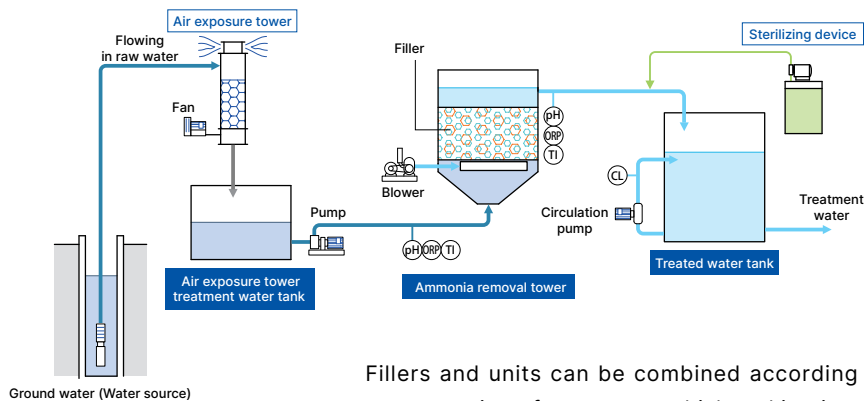 Air exposure tower
Flowing
in raw water
Fan
Filler
Sterilizing device
pH
ORP
TI
Blower
CL
Circulation
pump
Treatment
water
Pump
pH ORP TI
Air exposure tower
treatment water tank
Ammonia removal tower
Treated water tank
Ground water (Water source)
Fillers and units can be combined according